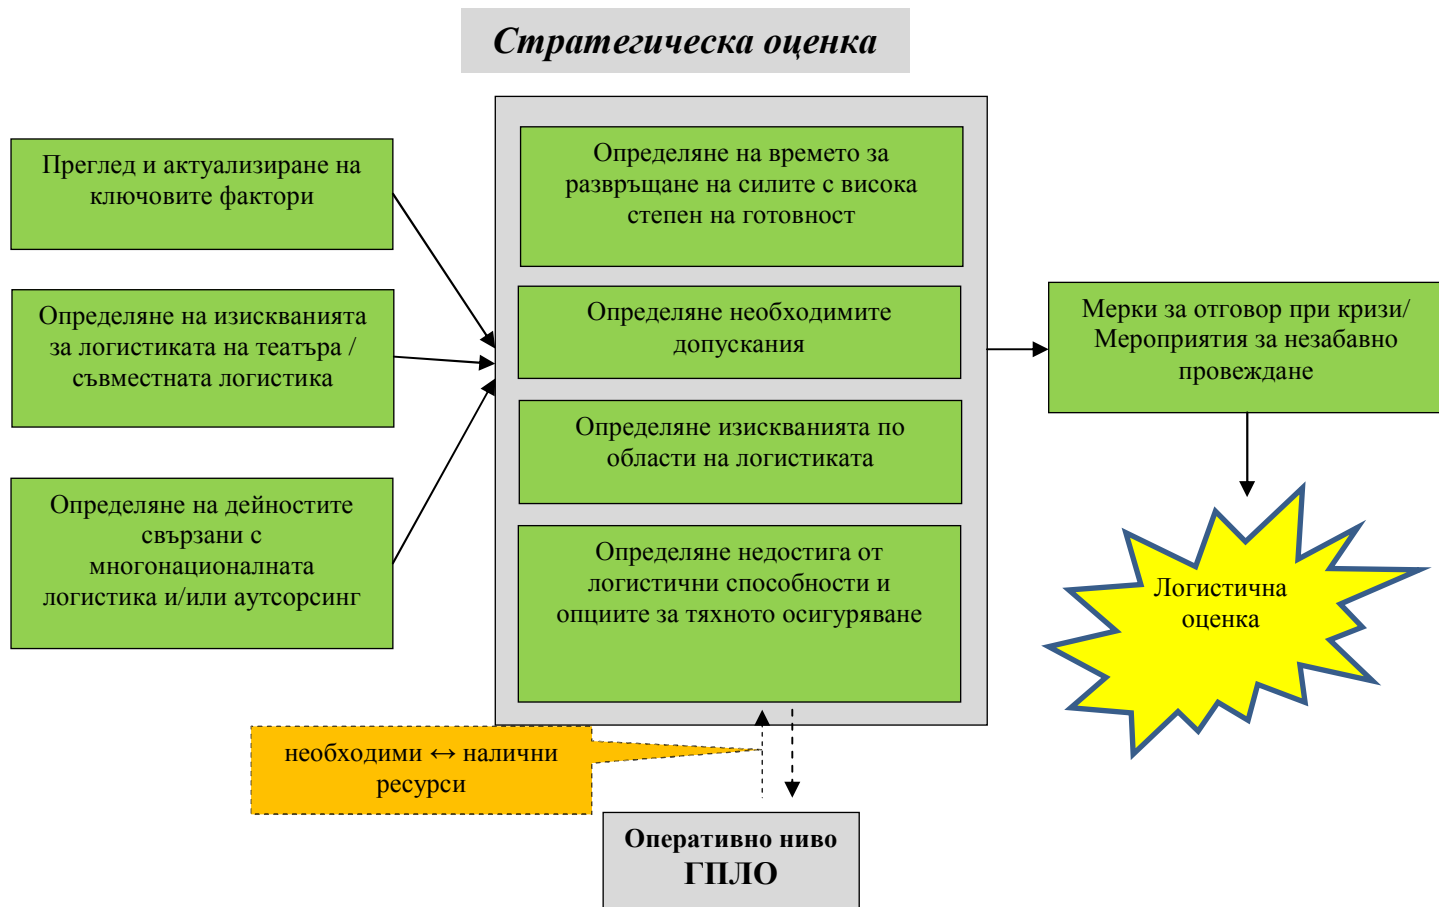 Стратегическа оценка
Преглед и актуализиране на
ключовите фактори
Определяне на изискванията
за логистиката на театъра /
съвместната логистика
Определяне на дейностите
свързани с
многонационалната
логистика и/или аутсорсинг
Определяне на времето за
развръщане на силите с висока
степен на готовност
Определяне необходимите
допускания
Определяне изискванията по
области на логистиката
Определяне недостига от
логистични способности и
опциите за тяхното осигуряване
Мерки за отговор при кризи/
Мероприятия за незабавно
провеждане
Логистична
оценка
необходими ↔ налични
ресурси
Оперативно ниво
ГПЛО